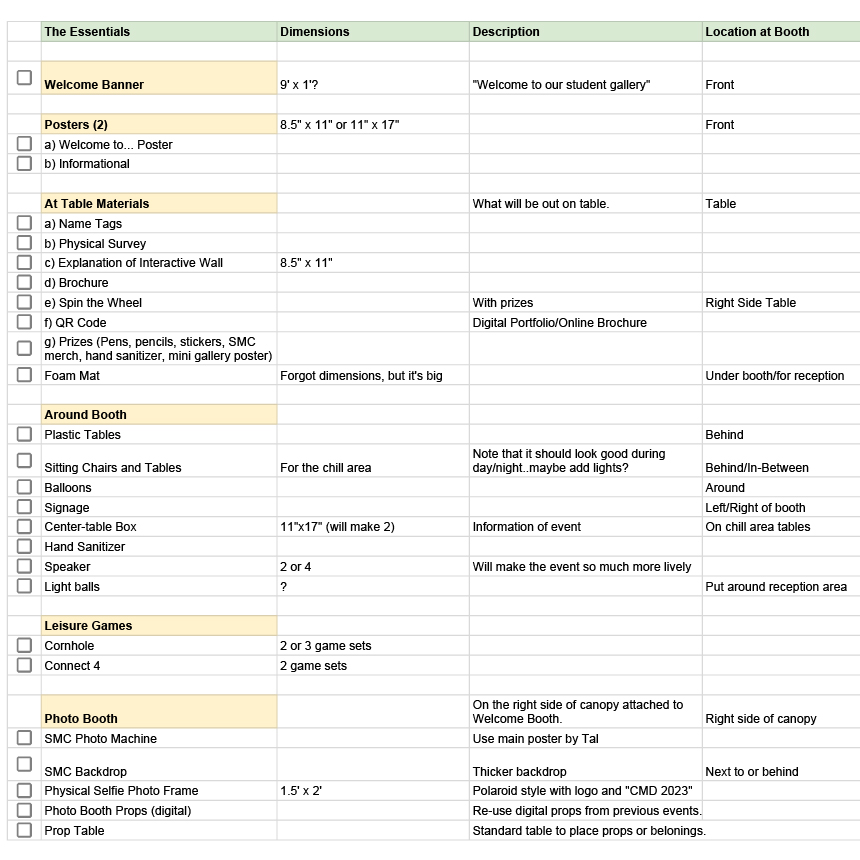 The Essentials Dimensions Description Location at Booth
Welcome Banner 9' x 1'? "Welcome to our student gallery" Front
Posters (2) 8.5" x 11" or 11" x 17" Front
a) Welcome to... Poster
b) Informational
At Table Materials What will be out on table. Table
a) Name Tags
b) Physical Survey
c) Explanation of Interactive Wall 8.5" x 11"
d) Brochure
e) Spin the Wheel With prizes Right Side Table
f) QR Code Digital Portfolio/Online Brochure
g) Prizes (Pens, pencils, stickers, SMC
merch, hand sanitizer, mini gallery poster)
Foam Mat Forgot dimensions, but it's big Under booth/for reception
Around Booth
Plastic Tables Behind
Note that it should look good during
Sitting Chairs and Tables For the chill area day/night..maybe add lights? Behind/In-Between
Balloons Around
Signage Left/Right of booth
Center-table Box 11"x17" (will make 2) Information of event On chill area tables
Hand Sanitizer
Speaker 2 or 4 Will make the event so much more lively
Light balls ? Put around reception area
Leisure Games
Cornhole 2 or 3 game sets
Connect 4 2 game sets
On the right side of canopy attached to
Photo Booth Welcome Booth. Right side of canopy
SMC Photo Machine Use main poster by Tal
SMC Backdrop Thicker backdrop Next to or behind
Physical Selfie Photo Frame 1.5' x 2' Polaroid style with logo and "CMD 2023"
Photo Booth Props (digital) Re-use digital props from previous events.
Prop Table Standard table to place props or belonings.